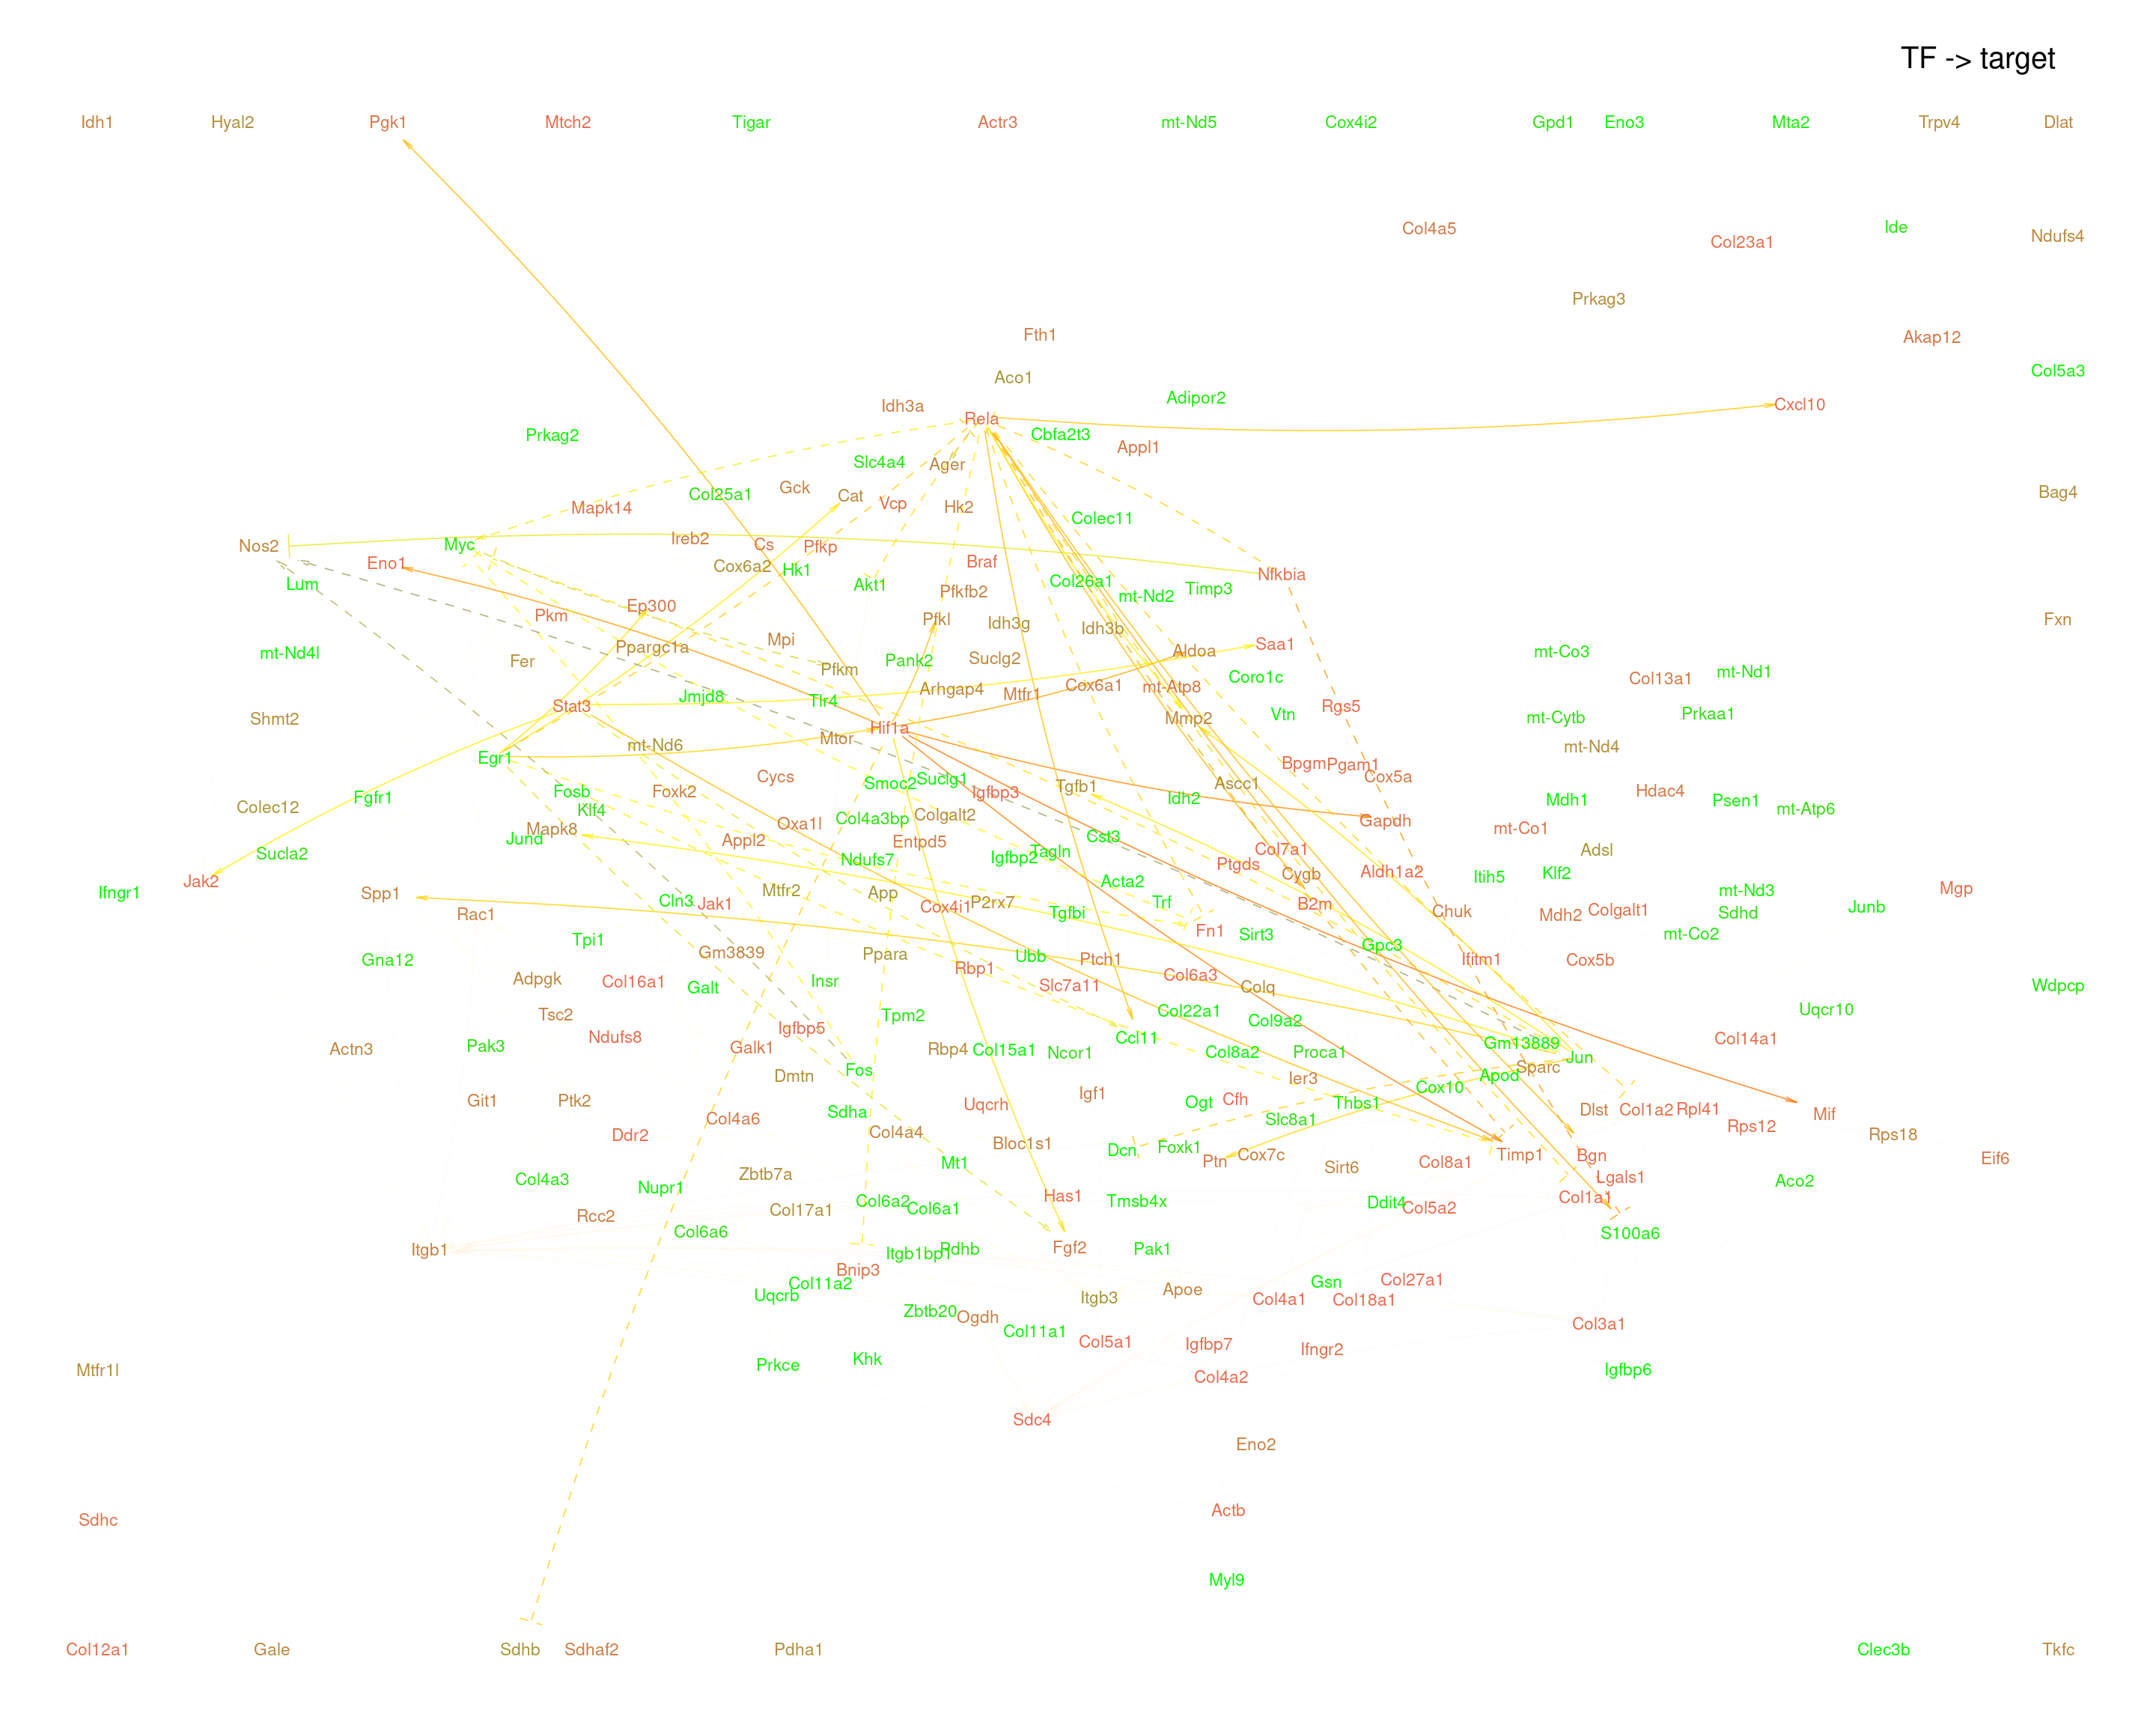 TF -> target
Idh1 Hyal2 Pgk1 Mtch2 Tigar Actr3 mt-Nd5 Cox4i2 Gpd1 Eno3 Mta2 Trpv4 Dlat
Col4a5 Ide
Col23a1 Ndufs4
Prkag3
Fth1 Akap12
Aco1 Col5a3
Idh3a Adipor2 Cxcl10
Rela
Prkag2 Cbfa2t3
Slc4a4 Ager Appl1
Col25a1 Gck Cat Bag4
Mapk14 Vcp Hk2
Colec11
Nos2 Myc Ireb2 Cs Pfkp
Eno1 Cox6a2 Hk1 Braf
Lum Akt1 Col26a1 Nfkbia
Pfkfb2 mt-Nd2 Timp3
Pkm Ep300 Pfkl Idh3g Idh3b Fxn
mt-Nd4l Ppargc1a Mpi Aldoa Saa1 mt-Co3
Fer Pfkm Pank2 Suclg2
Coro1c Col13a1 mt-Nd1
Jmjd8 Tlr4 Arhgap4 Mtfr1 Cox6a1 mt-Atp8
Stat3 Rgs5
Shmt2 Hif1a Mmp2 Vtn mt-Cytb Prkaa1
Egr1 mt-Nd6 Mtor mt-Nd4
Cycs Suclg1 Bpgm Pgam1 Cox5a
Fgfr1 Fosb Foxk2 Smoc2 Igfbp3 Tgfb1 Idh2 Ascc1 Mdh1 Hdac4 Psen1
Colec12 Klf4 Col4a3bp Colgalt2 mt-Atp6
Jund Mapk8 Appl2 Oxa1l Entpd5 Cst3 Gapdh mt-Co1
Sucla2 Ndufs7 Igfbp2 Tagln Col7a1 Adsl
Ifngr1 Jak2 Spp1 Mtfr2 App Acta2 Ptgds Cygb Aldh1a2 Itih5 Klf2 mt-Nd3 Mgp
Rac1 Cln3 Jak1 Cox4i1 P2rx7 Tgfbi Trf B2m Chuk Mdh2 Colgalt1 Sdhd Junb
Tpi1 Fn1 Sirt3 Gpc3 mt-Co2
Gna12 Gm3839 Ppara Rbp1 Ubb Ptch1 Ifitm1 Cox5b
Adpgk Col16a1 Galt Insr Slc7a11 Col6a3 Colq Wdpcp
Tsc2 Tpm2 Col22a1 Col9a2 Uqcr10
Actn3 Pak3 Ndufs8 Galk1 Igfbp5 Rbp4 Col15a1 Ncor1 Ccl11 Col8a2 Proca1 Gm13889 Jun Col14a1
Dmtn Fos Ier3 Cox10 Apod Sparc
Git1 Ptk2 Col4a6 Sdha Uqcrh Igf1 Ogt Cfh Slc8a1 Thbs1 Dlst Col1a2 Rpl41 Mif
Ddr2 Col4a4 Bloc1s1 Rps12 Rps18
Zbtb7a Mt1 Dcn Foxk1 Ptn Cox7c Sirt6 Col8a1 Timp1 Bgn Eif6
Col4a3 Nupr1 Lgals1 Aco2
Rcc2 Col17a1 Col6a2 Col6a1 Has1 Tmsb4x Ddit4 Col5a2 Col1a1
Itgb1 Col6a6 Itgb1bp1 Pdhb Fgf2 Pak1 S100a6
Uqcrb Col11a2 Bnip3 Itgb3 Apoe Col4a1 Gsn Col18a1 Col27a1
Zbtb20 Ogdh Col11a1 Col3a1
Mtfr1l Prkce Khk Col5a1 Igfbp7 Ifngr2 Igfbp6
Col4a2
Sdc4
Eno2
Sdhc Actb
Myl9
Col12a1 Gale Sdhb Sdhaf2 Pdha1 Clec3b Tkfc